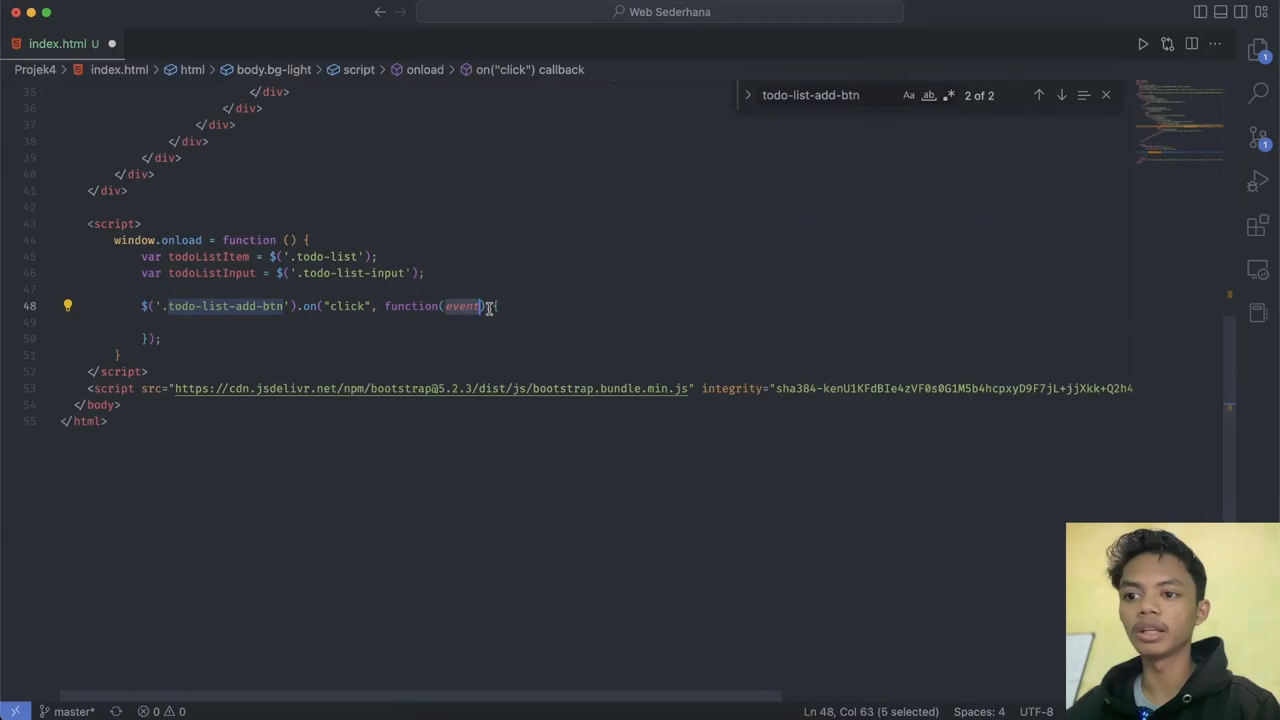 Web Sederhana
index.html U
Projek4 > index.html > html > body.bg-light > script > onload > on("click") callback
todo-list-add-btn Aa ab 2 of 2
35 </div>
36 </div>
37 </div>
38 </div>
39 </div>
40 </div>
41 </div>
42
43 <script>
44 window.onload = function () {
45 var todoListItem = $('.todo-list');
46 var todoListInput = $('.todo-list-input');
47
48 $('.todo-list-add-btn').on("click", function(event) {
49
50 });
51 }
52 </script>
53 <script src="https://cdn.jsdelivr.net/npm/bootstrap@5.2.3/dist/js/bootstrap.bundle.min.js" integrity="sha384-kenU1KFdBIe4zVF0s0G1M5b4hcpxyD9F7jL+jjXkk+Q2h4
54 </body>
55 </html>
1
1
master* 0 0 Ln 48, Col 63 (5 selected) Spaces: 4 UTF-8